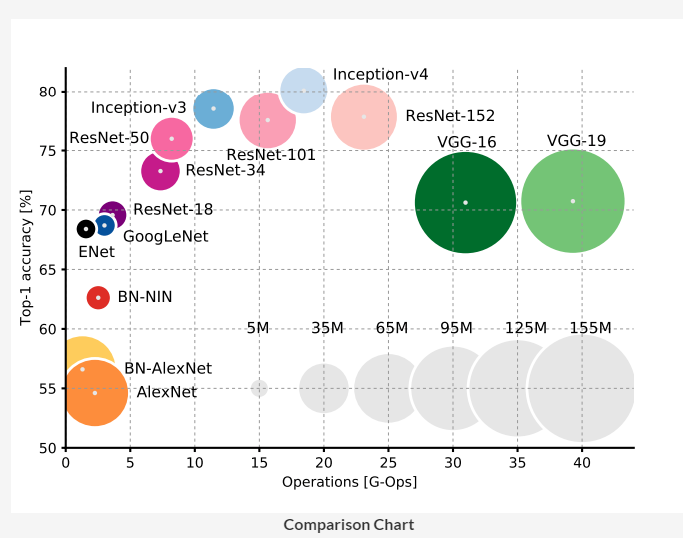 Inception-v4
80
Inception-v3
ResNet-152
ResNet-50
VGG-16
VGG-19
75
ResNet-101
ResNet-34
Top-1 accuracy [%]
70
ResNet-18
GoogLeNet
ENet
65
BN-NIN
60
5M 35M 65M 95M 125M 155M
BN-AlexNet
55
AlexNet
50
0 5 10 15 20 25 30 35 40
Operations [G-Ops]
Comparison Chart